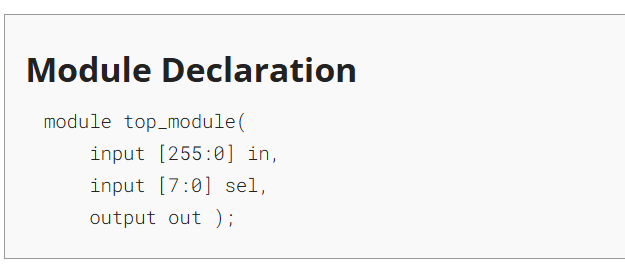 Module Declaration
module top_module(
input [255:0] in,
input [7:0] sel,
output out );